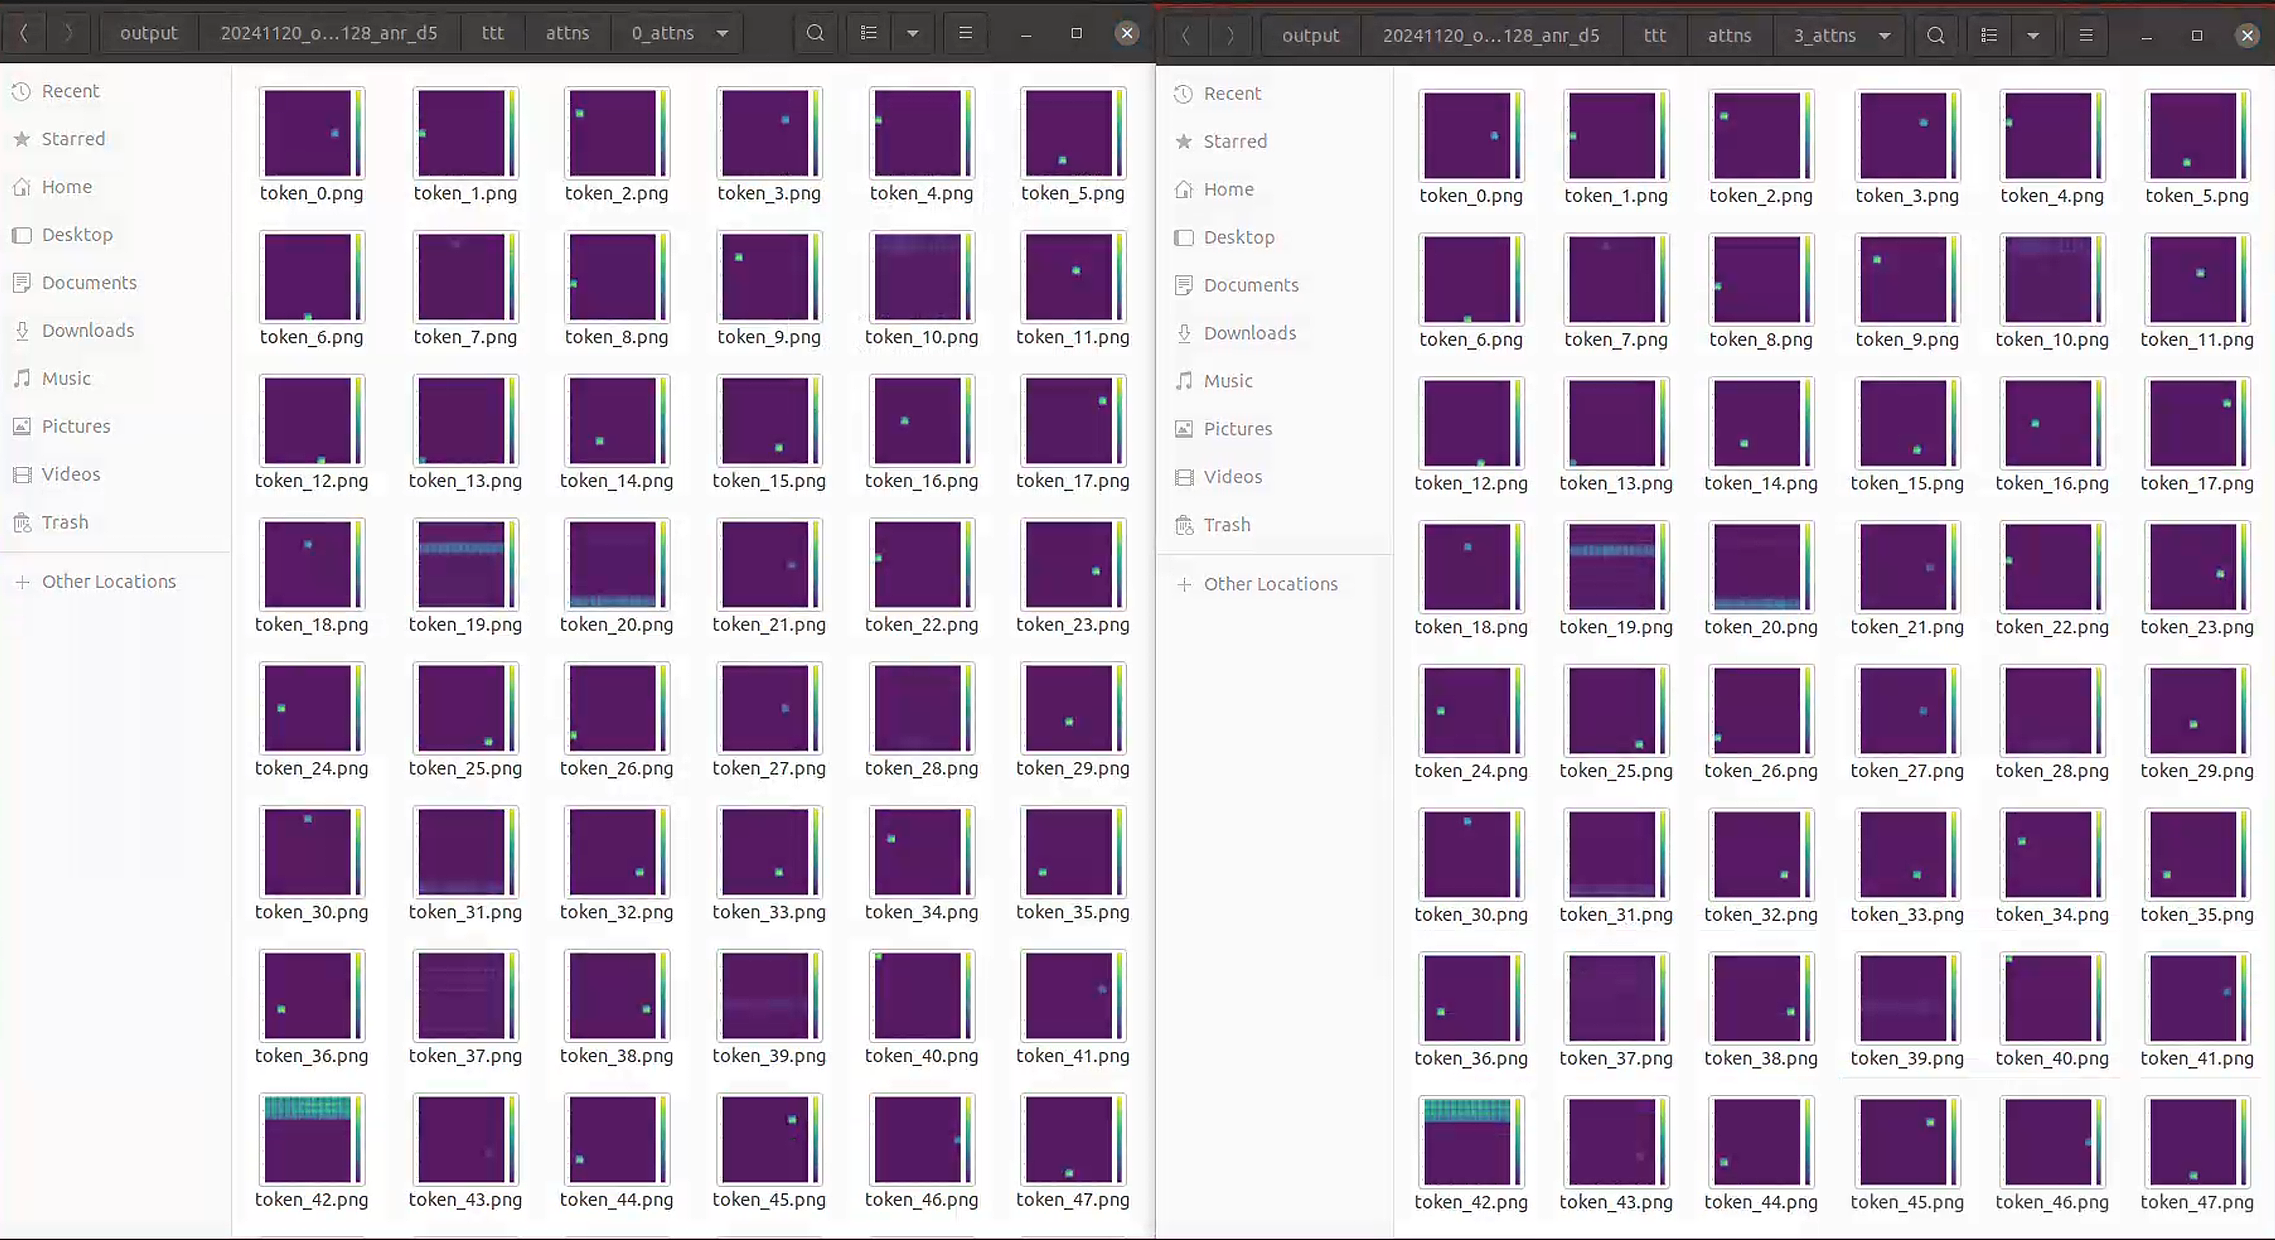 output 20241120_o...128_anr_d5 ttt attns 0_attns
Recent
Starred
Home
Desktop
Documents
Downloads
Music
Pictures
Videos
Trash
Other Locations
token_0.png token_1.png token_2.png token_3.png token_4.png token_5.png
token_6.png token_7.png token_8.png token_9.png token_10.png token_11.png
token_12.png token_13.png token_14.png token_15.png token_16.png token_17.png
token_18.png token_19.png token_20.png token_21.png token_22.png token_23.png
token_24.png token_25.png token_26.png token_27.png token_28.png token_29.png
token_30.png token_31.png token_32.png token_33.png token_34.png token_35.png
token_36.png token_37.png token_38.png token_39.png token_40.png token_41.png
token_42.png token_43.png token_44.png token_45.png token_46.png token_47.png
output 20241120_o...128_anr_d5 ttt attns 3_attns
Recent
Starred
Home
Desktop
Documents
Downloads
Music
Pictures
Videos
Trash
Other Locations
token_0.png token_1.png token_2.png token_3.png token_4.png token_5.png
token_6.png token_7.png token_8.png token_9.png token_10.png token_11.png
token_12.png token_13.png token_14.png token_15.png token_16.png token_17.png
token_18.png token_19.png token_20.png token_21.png token_22.png token_23.png
token_24.png token_25.png token_26.png token_27.png token_28.png token_29.png
token_30.png token_31.png token_32.png token_33.png token_34.png token_35.png
token_36.png token_37.png token_38.png token_39.png token_40.png token_41.png
token_42.png token_43.png token_44.png token_45.png token_46.png token_47.png